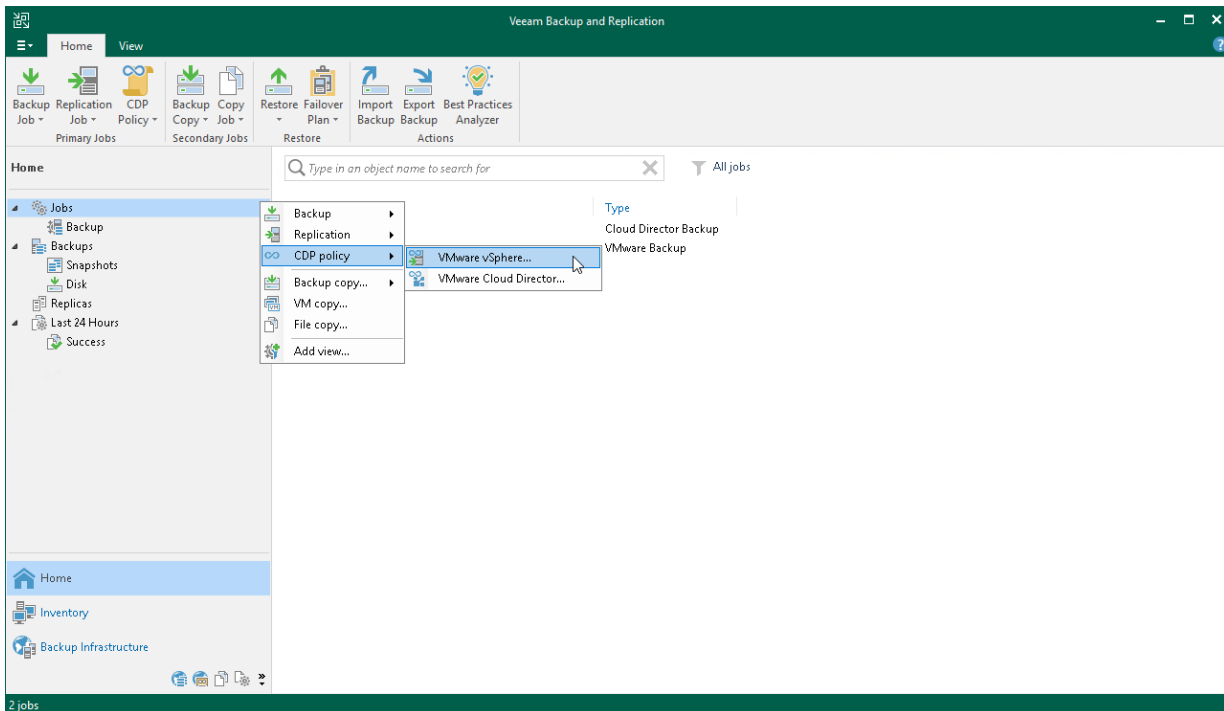 Veeam Backup and Replication
Home View
Backup Job
Replication Job
CDP Policy
Backup Copy
Copy Job
Restore
Failover Plan
Import Backup
Export Backup
Best Practices Analyzer
Primary Jobs
Secondary Jobs
Restore
Actions
Home
Type in an object name to search for
All jobs
Jobs
Backup
Backups
Snapshots
Disk
Replicas
Last 24 Hours
Success
Backup
Replication
CDP policy
Backup copy...
VM copy...
File copy...
Add view...
VMware vSphere...
VMware Cloud Director...
Type
Cloud Director Backup
VMware Backup
Home
Inventory
Backup Infrastructure
2 jobs